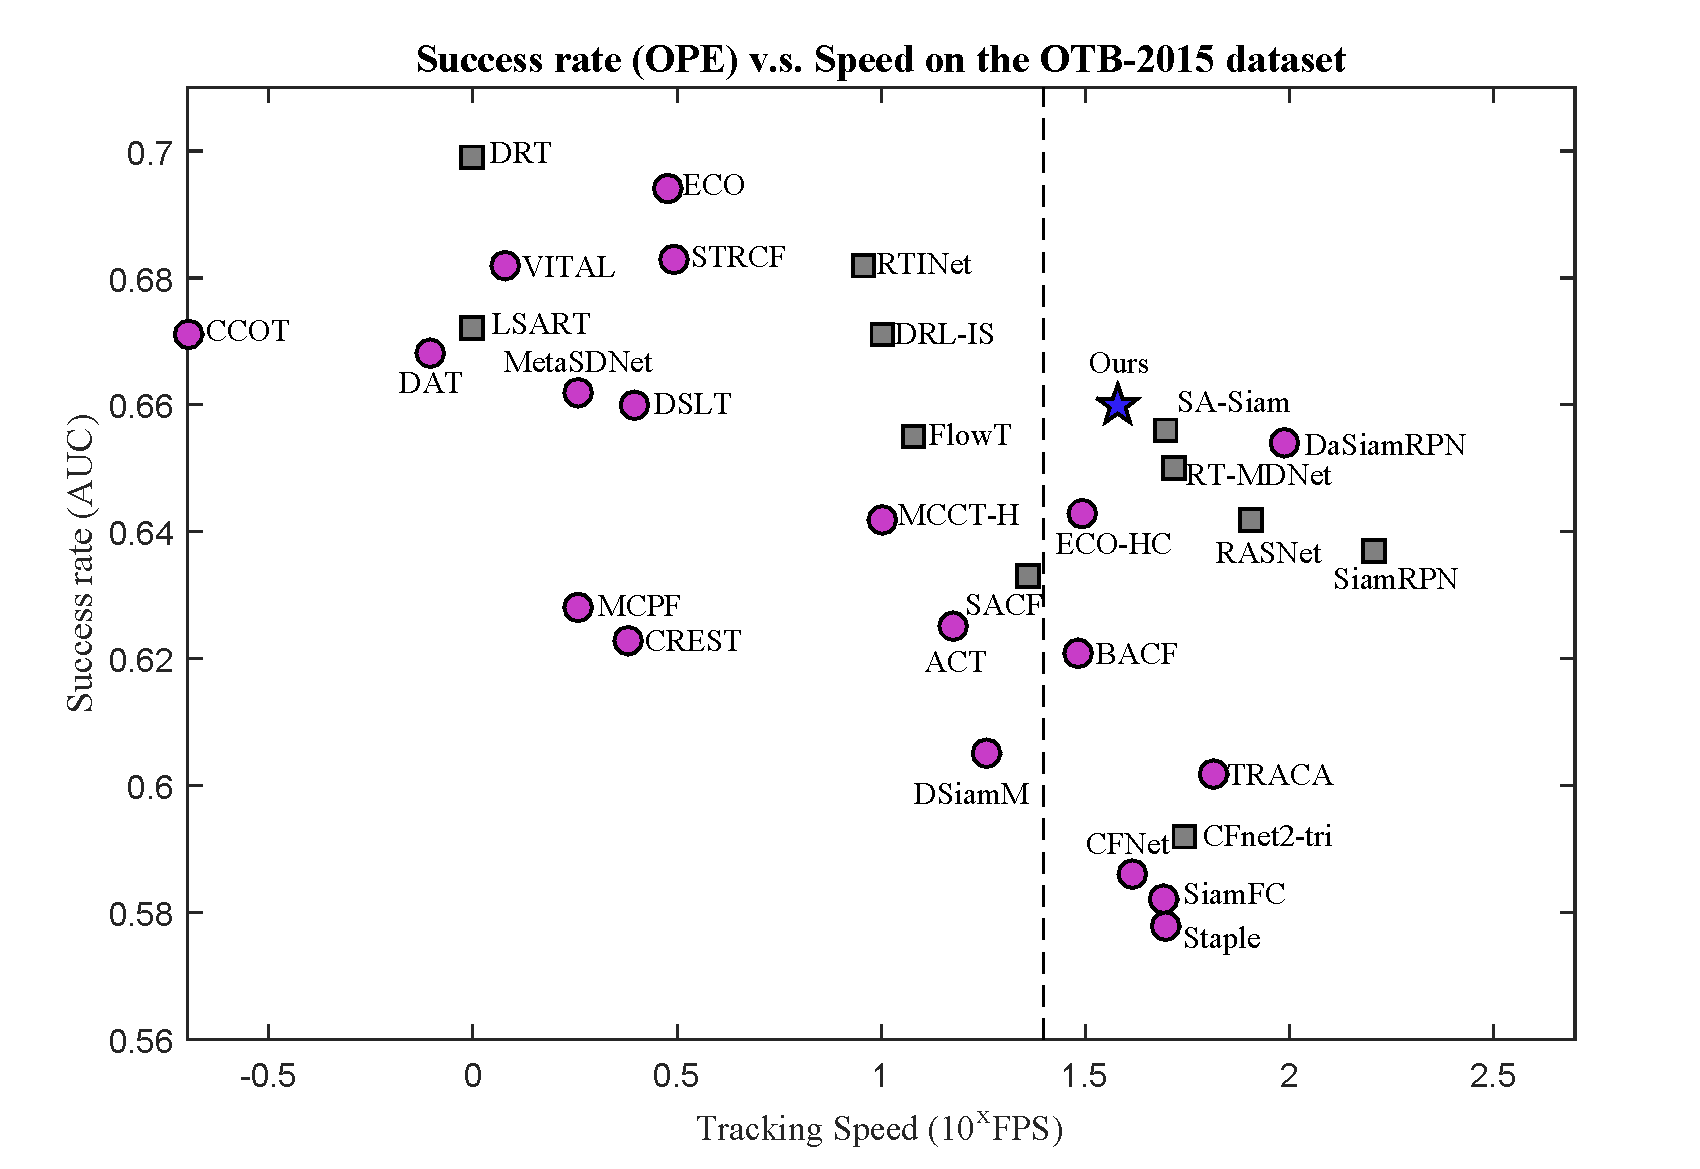 Success rate (OPE) v.s. Speed on the OTB-2015 dataset
0.7
0.68
0.66
0.64
0.62
0.6
0.58
0.56
Success rate (AUC)
DRT
ECO
VITAL
STRCF
RTINet
CCOT
LSART
DRL-IS
DAT
MetaSDNet
DSLT
Ours
SA-Siam
FlowT
DaSiamRPN
RT-MDNet
MCCT-H
ECO-HC
RASNet
SiamRPN
SACF
MCPF
CREST
ACT
BACF
DSiamM
TRACA
CFnet2-tri
CFNet
SiamFC
Staple
-0.5
0
0.5
1
1.5
2
2.5
Tracking Speed (10^xFPS)